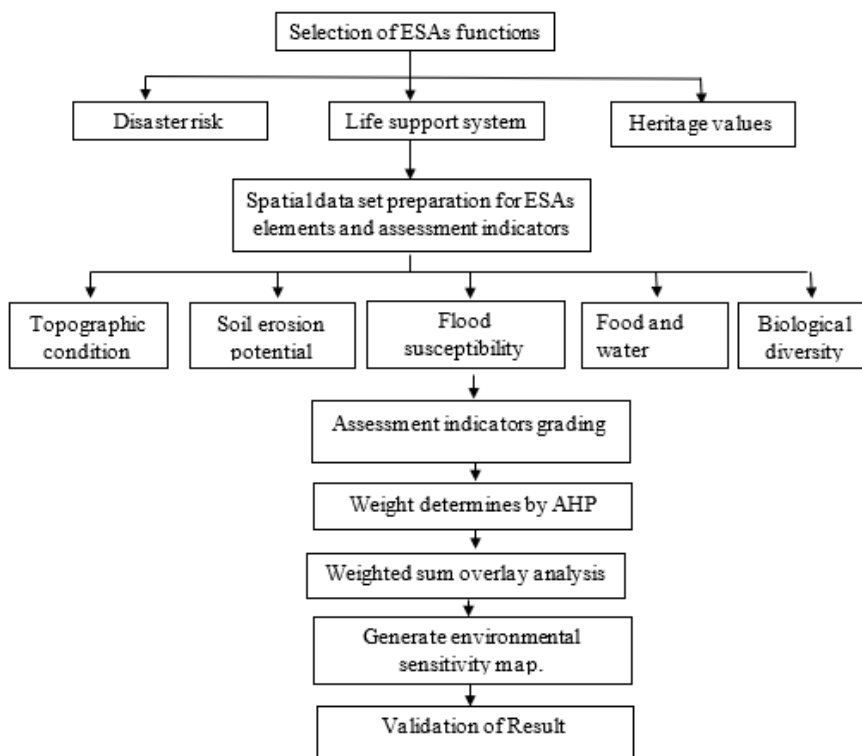 Selection of ESAs functions
Disaster risk
Life support system
Heritage values
Spatial data set preparation for ESAs
elements and assessment indicators
Topographic
condition
Soil erosion
potential
Flood
susceptibility
Food and
water
Biological
diversity
Assessment indicators grading
Weight determines by AHP
Weighted sum overlay analysis
Generate environmental
sensitivity map.
Validation of Result